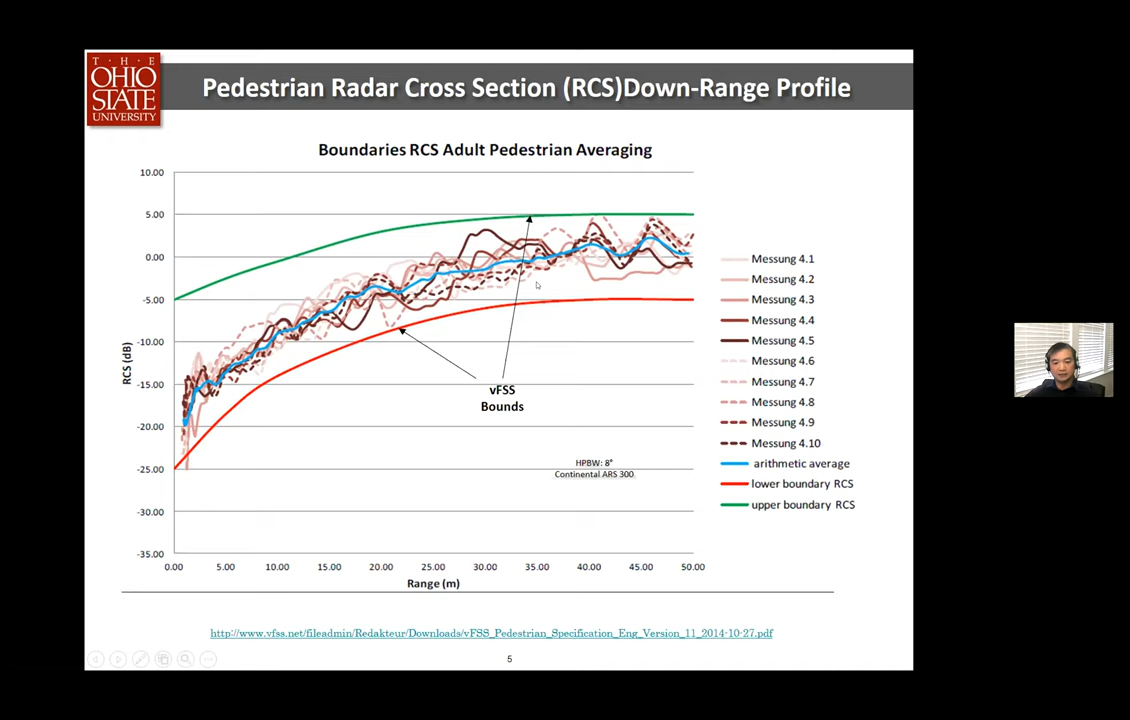 T · H · E
OHIO
STATE
UNIVERSITY
Pedestrian Radar Cross Section (RCS)Down-Range Profile
Boundaries RCS Adult Pedestrian Averaging
10.00
5.00
0.00
-5.00
-10.00
-15.00
-20.00
-25.00
-30.00
-35.00
RCS (dB)
0.00 5.00 10.00 15.00 20.00 25.00 30.00 35.00 40.00 45.00 50.00
Range (m)
vFSS
Bounds
HPBW: 8°
Continental ARS 300
Messung 4.1
Messung 4.2
Messung 4.3
Messung 4.4
Messung 4.5
Messung 4.6
Messung 4.7
Messung 4.8
Messung 4.9
Messung 4.10
arithmetic average
lower boundary RCS
upper boundary RCS
http://www.vfss.net/fileadmin/Redakteur/Downloads/vFSS_Pedestrian_Specification_Eng_Version_11_2014-10-27.pdf
5